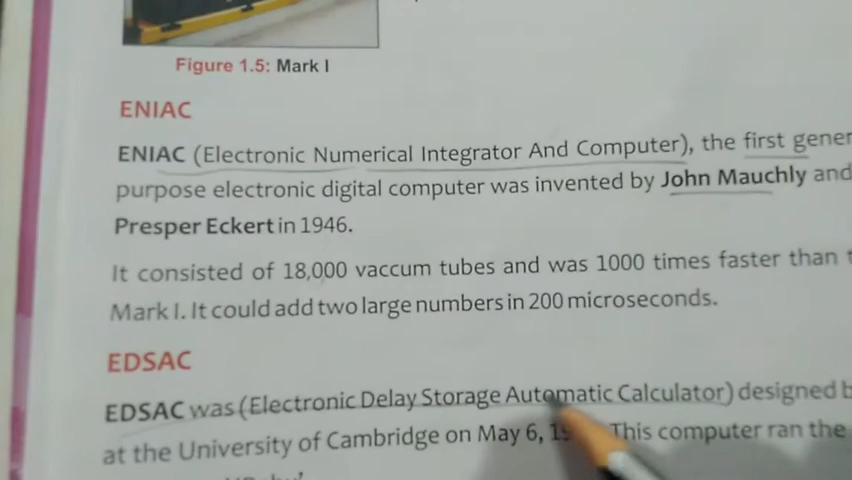 Figure 1.5: Mark I
ENIAC
ENIAC (Electronic Numerical Integrator And Computer), the first gener
purpose electronic digital computer was invented by John Mauchly and
Presper Eckert in 1946.
It consisted of 18,000 vaccum tubes and was 1000 times faster than t
Mark I. It could add two large numbers in 200 microseconds.
EDSAC
EDSAC was (Electronic Delay Storage Automatic Calculator) designed b
at the University of Cambridge on May 6, This computer ran the